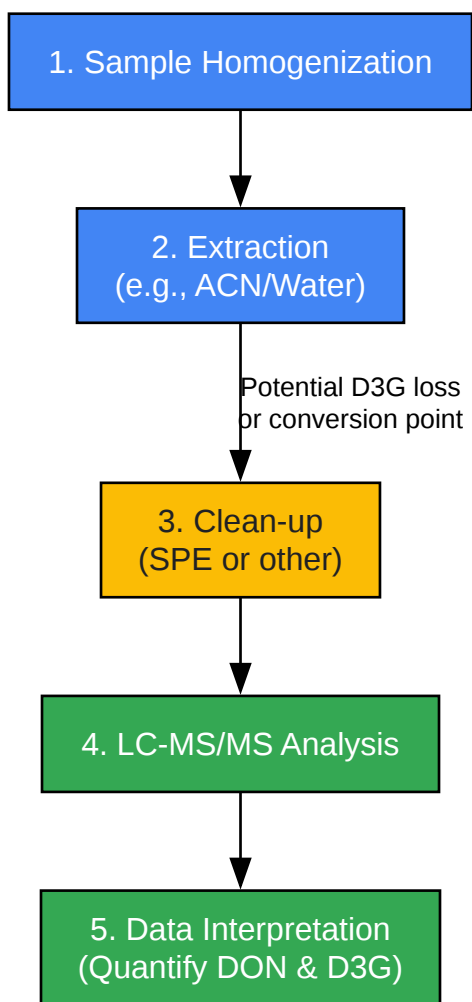 1. Sample Homogenization
2. Extraction
(e.g., ACN/Water)
Potential D3G loss
or conversion point
3. Clean-up
(SPE or other)
4. LC-MS/MS Analysis
5. Data Interpretation
(Quantify DON & D3G)